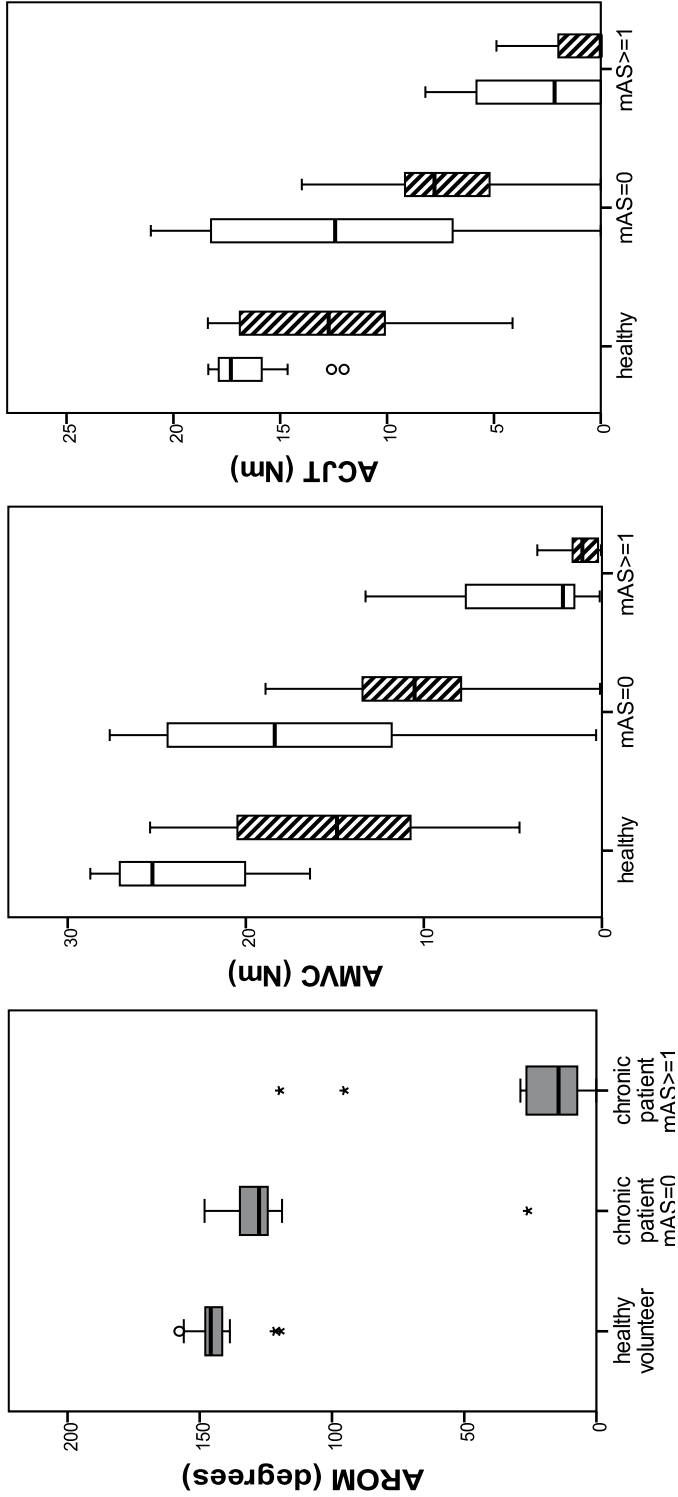 AROM (degrees)
200
150
100
50
0
healthy
volunteer
chronic
patient
mAS=0
chronic
patient
mAS>=1
AMVC (Nm)
30
20
10
0
healthy
mAS=0
mAS>=1
ACJT (Nm)
25
20
15
10
5
0
healthy
mAS=0
mAS>=1